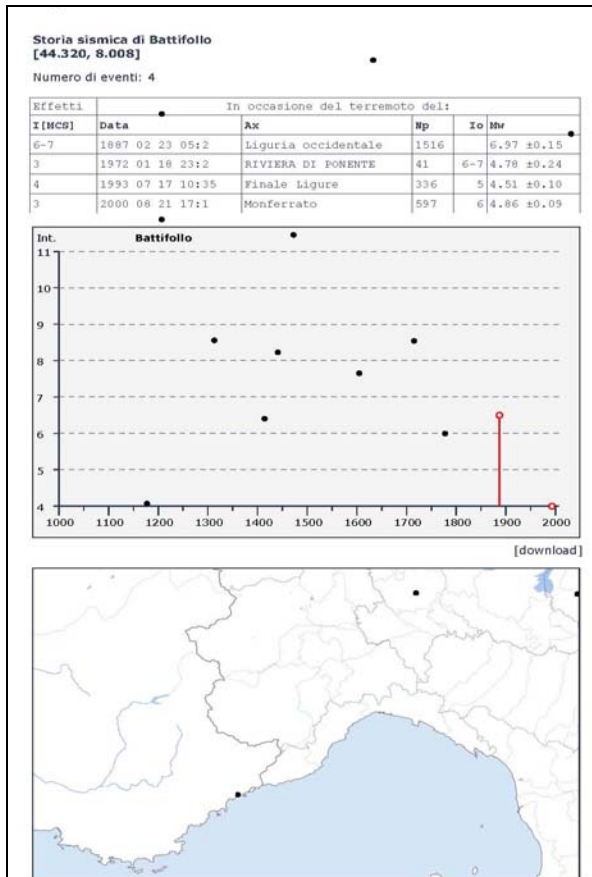 Storia sismica di Battifollo
[44.320, 8.008]
Numero di eventi: 4
Effetti In occasione del terremoto del:
I[MCS] Data Ax Np Io Mw
6-7 1887 02 23 05:2 Liguria occidentale 1516 6.97 ±0.15
3 1972 01 18 23:2 RIVIERA DI PONENTE 41 6-7 4.78 ±0.24
4 1993 07 17 10:35 Finale Ligure 336 5 4.51 ±0.10
3 2000 08 21 17:1 Monferrato 597 6 4.86 ±0.09
Int. Battifollo
11
10
9
8
7
6
5
4
1000 1100 1200 1300 1400 1500 1600 1700 1800 1900 2000
[download]